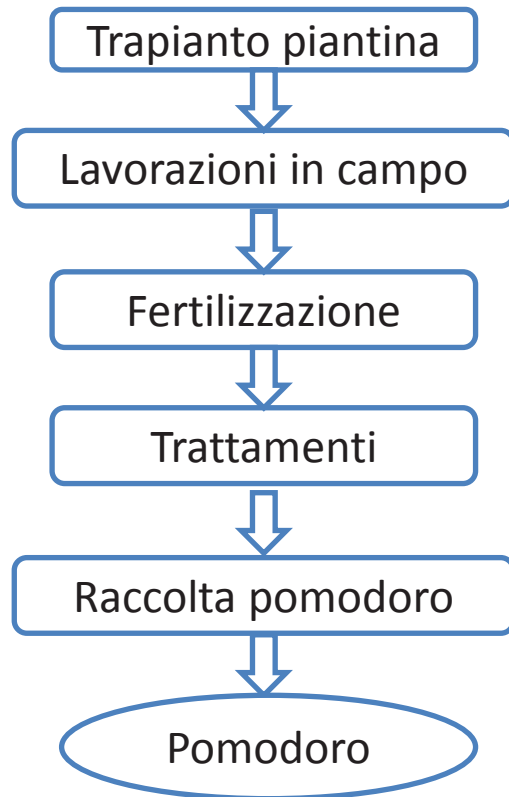 Trapianto piantina
Lavorazioni in campo
Fertilizzazione
Trattamenti
Raccolta pomodoro
Pomodoro